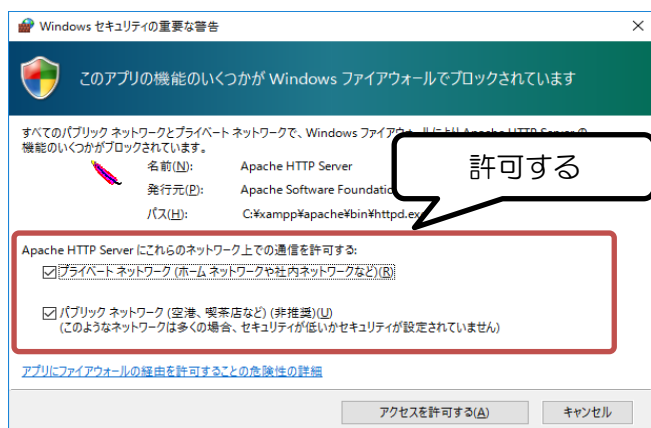 Windows セキュリティの重要な警告
このアプリの機能のいくつかが Windows ファイアウォールでブロックされています
すべてのパブリック ネットワークとプライベート ネットワークで、Windows ファイアウォールにより Apache HTTP Server の
機能のいくつかがブロックされています。
許可する
名前(N): Apache HTTP Server
発行元(P): Apache Software Foundatio
パス(H): C:¥xampp¥apache¥bin¥httpd.ex
Apache HTTP Server にこれらのネットワーク上での通信を許可する:
プライベート ネットワーク (ホーム ネットワークや社内ネットワークなど)(R)
パブリック ネットワーク (空港、喫茶店など) (非推奨)(U)
(このようなネットワークは多くの場合、セキュリティが低いかセキュリティが設定されていません)
アプリにファイアウォールの経由を許可することの危険性の詳細
アクセスを許可する(A)
キャンセル